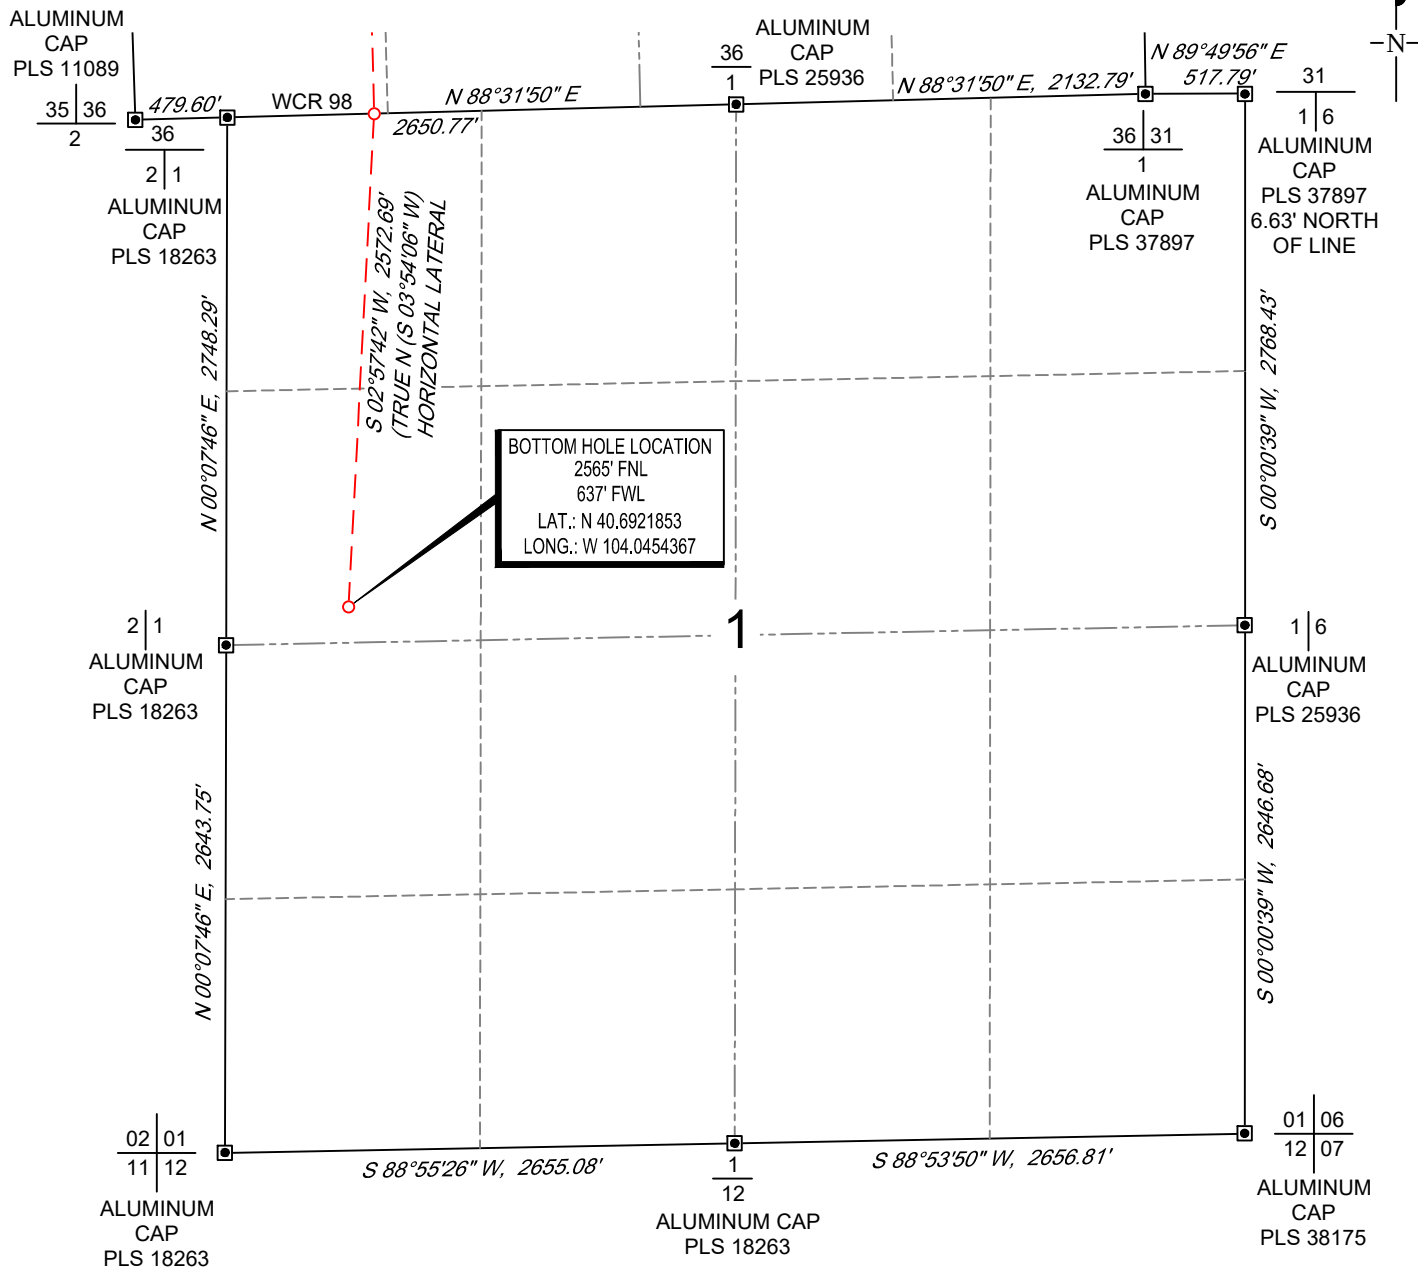 ALUMINUM
CAP
PLS 11089
35 36
2
479.60'
WCR 98
N 88°31'50" E
2650.77'
36
1
ALUMINUM
CAP
PLS 25936
N 88°31'50" E, 2132.79'
N 89°49'56" E
517.79'
-N-
31
1 6
ALUMINUM
CAP
PLS 37897
6.63' NORTH
OF LINE
36 31
1
ALUMINUM
CAP
PLS 37897
36
2 1
ALUMINUM
CAP
PLS 18263
S 02°57'42" W, 2572.69'
(TRUE N (S 03°54'06" W)
HORIZONTAL LATERAL
N 00°07'46" E, 2748.29'
S 00°00'39" W, 2768.43'
BOTTOM HOLE LOCATION
2565' FNL
637' FWL
LAT.: N 40.6921853
LONG.: W 104.0454367
2 1
ALUMINUM
CAP
PLS 18263
1
1 6
ALUMINUM
CAP
PLS 25936
N 00°07'46" E, 2643.75'
S 00°00'39" W, 2646.68'
02 01
11 12
ALUMINUM
CAP
PLS 18263
S 88°55'26" W, 2655.08'
1
12
ALUMINUM CAP
PLS 18263
S 88°53'50" W, 2656.81'
01 06
12 07
ALUMINUM
CAP
PLS 38175